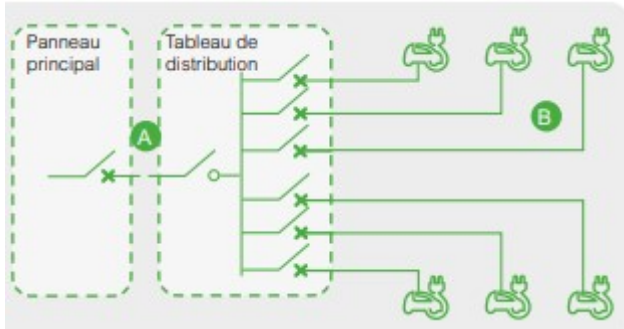 Panneau
principal
Tableau de
distribution
A
B